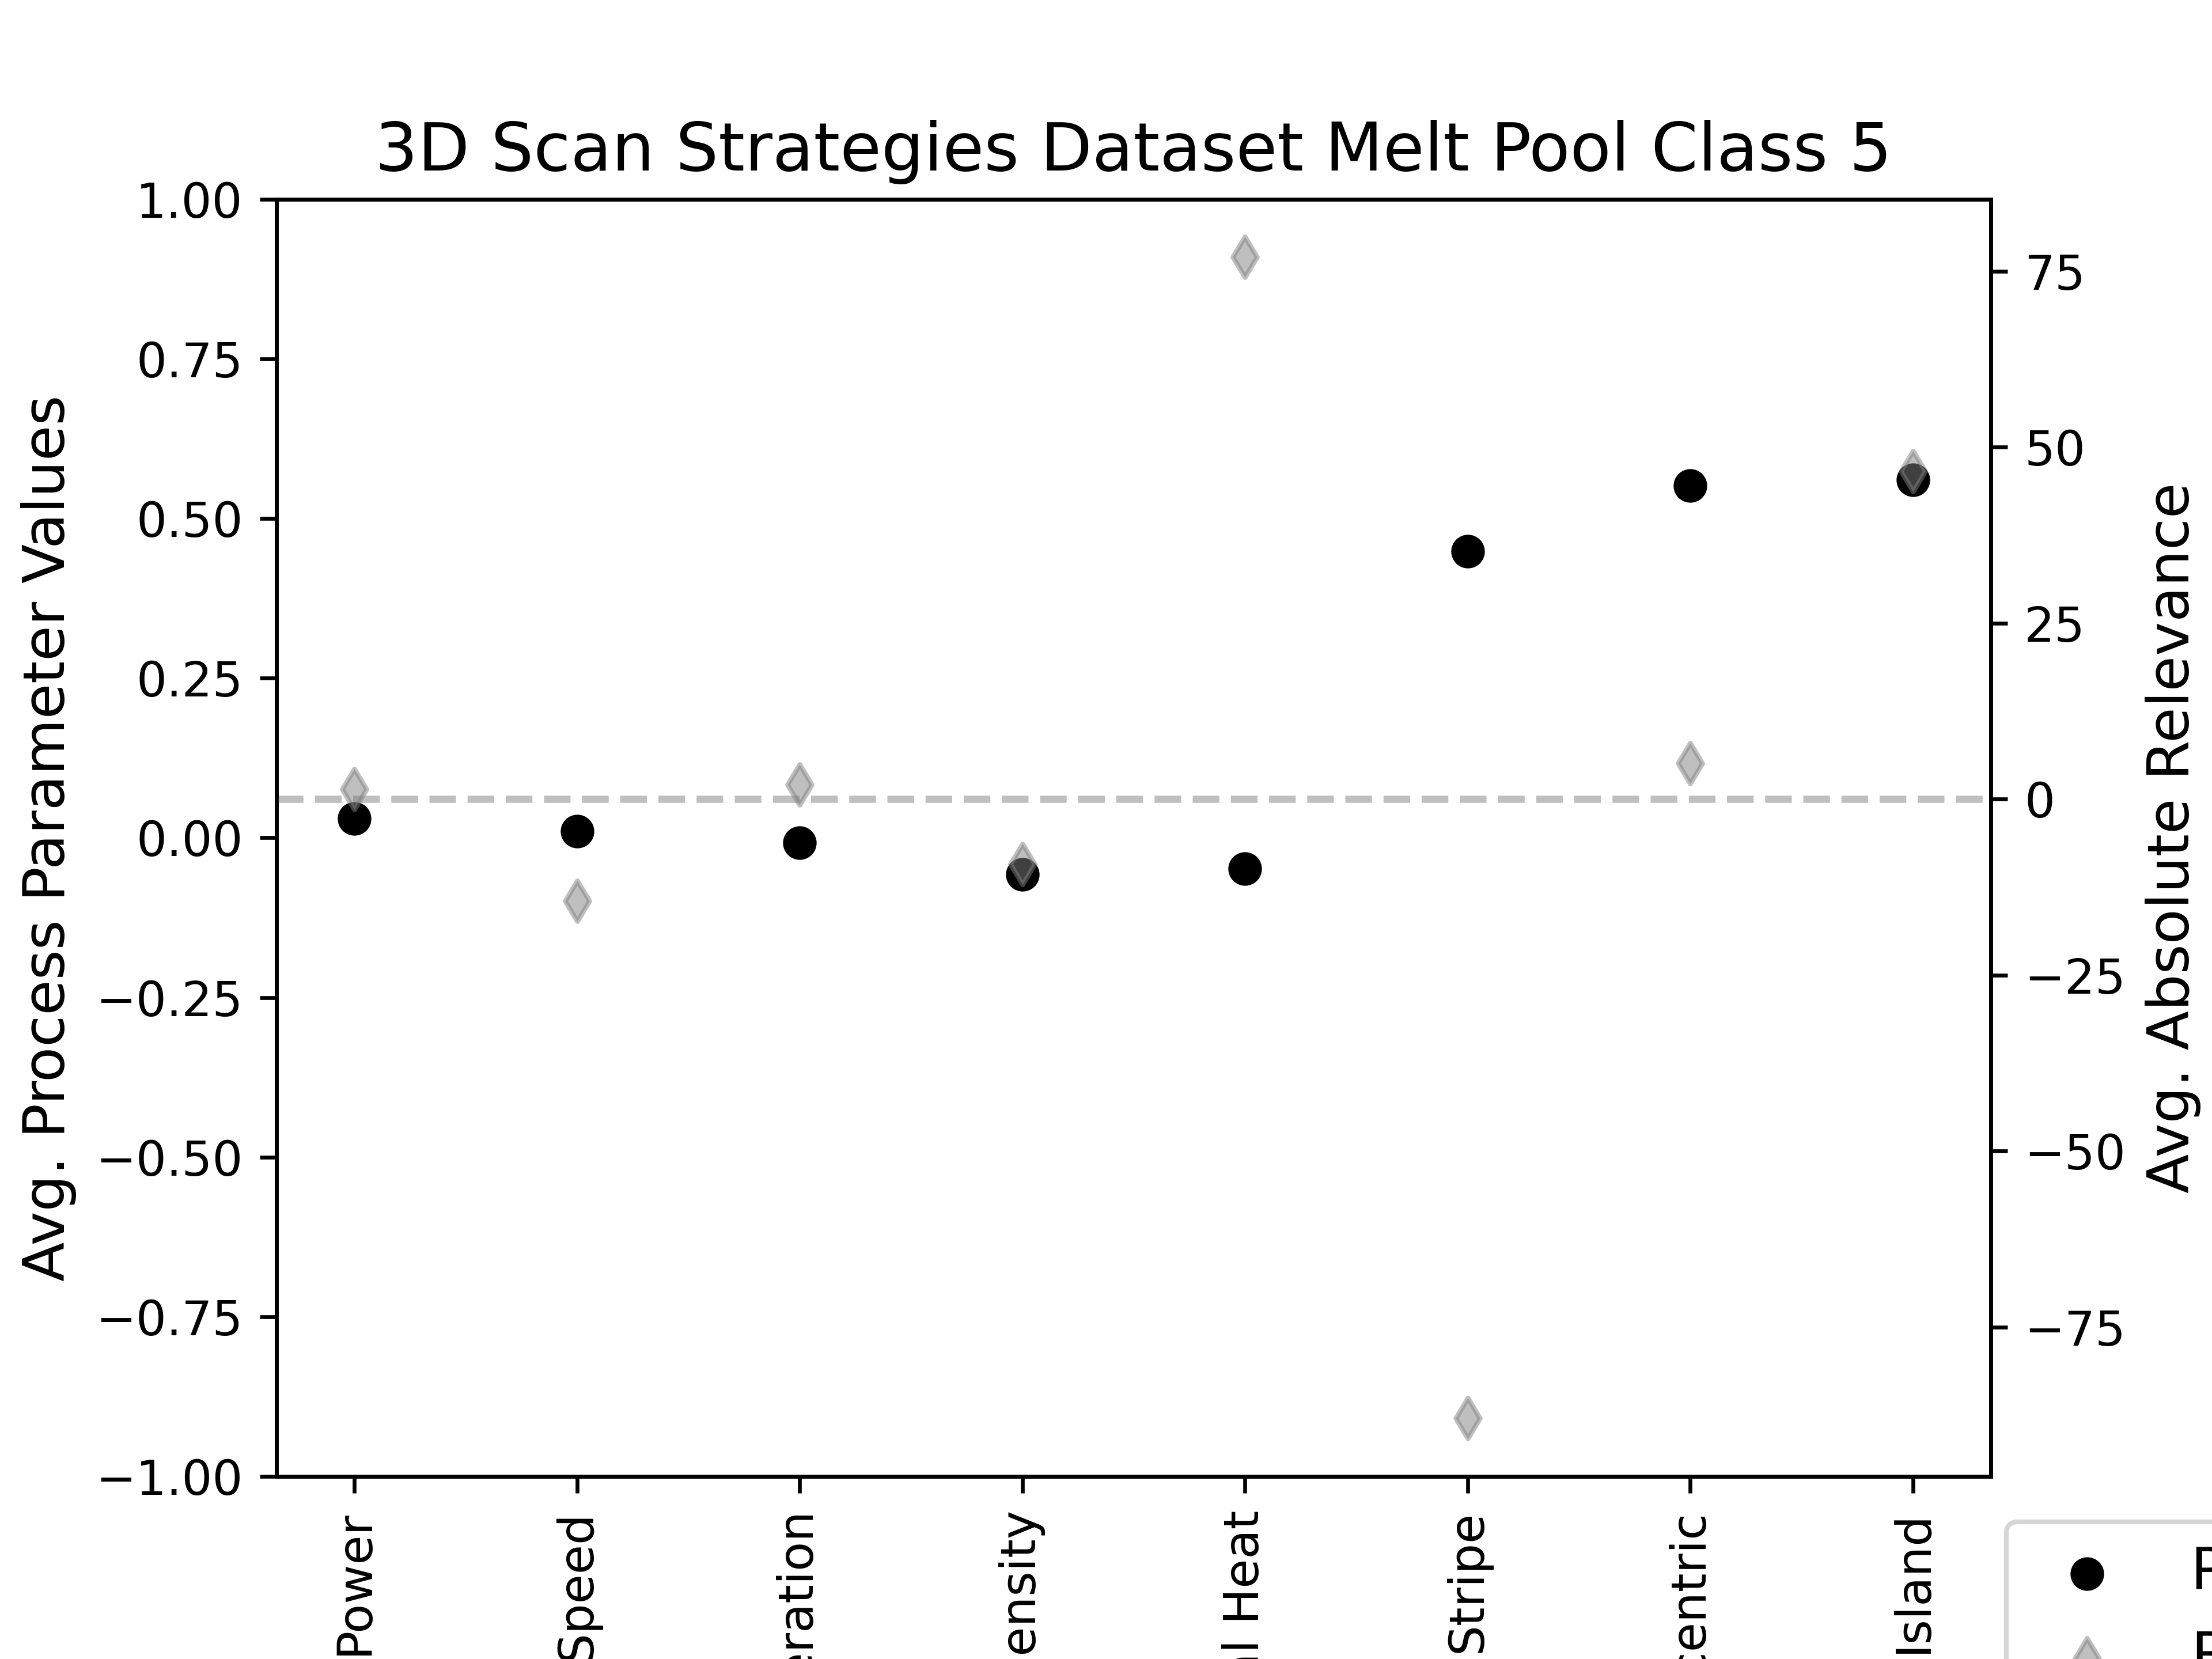 3D Scan Strategies Dataset Melt Pool Class 5
Avg. Process Parameter Values
1.00
0.75
0.50
0.25
0.00
−0.25
−0.50
−0.75
−1.00
75
50
25
0
−25
−50
−75
Avg. Absolute Relevance
Power
Speed
eration
ensity
l Heat
Stripe
centric
Island